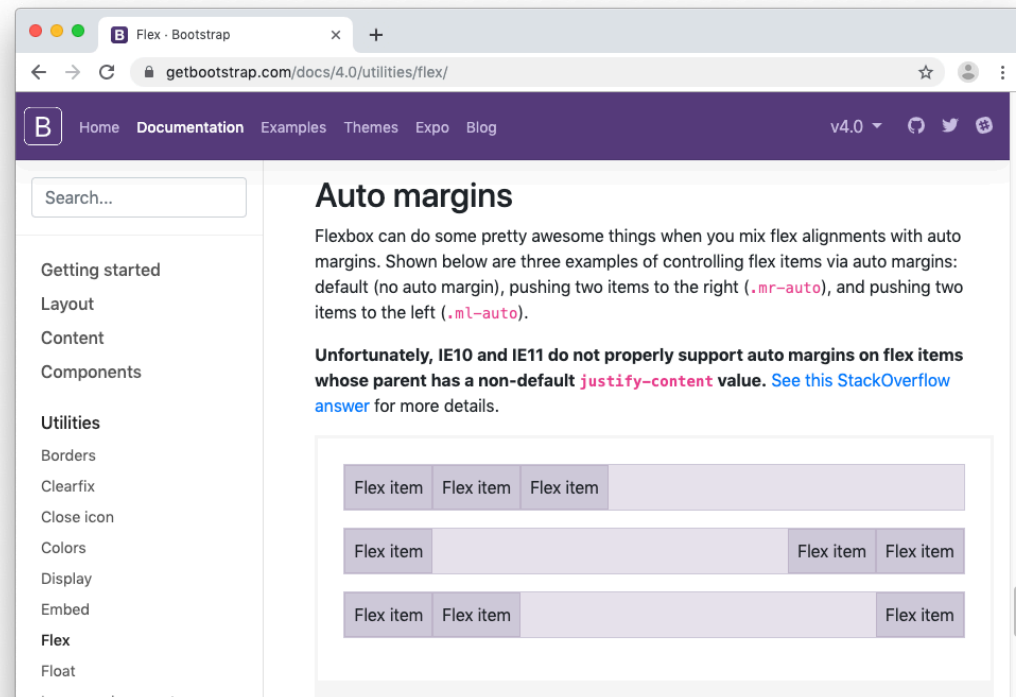 Flex · Bootstrap
getbootstrap.com/docs/4.0/utilities/flex/
B Home Documentation Examples Themes Expo Blog v4.0
Search...
Getting started
Layout
Content
Components
Utilities
Borders
Clearfix
Close icon
Colors
Display
Embed
Flex
Float
Auto margins
Flexbox can do some pretty awesome things when you mix flex alignments with auto
margins. Shown below are three examples of controlling flex items via auto margins:
default (no auto margin), pushing two items to the right (.mr-auto), and pushing two
items to the left (.ml-auto).
Unfortunately, IE10 and IE11 do not properly support auto margins on flex items
whose parent has a non-default justify-content value. See this StackOverflow
answer for more details.
Flex item Flex item Flex item
Flex item Flex item Flex item
Flex item Flex item Flex item